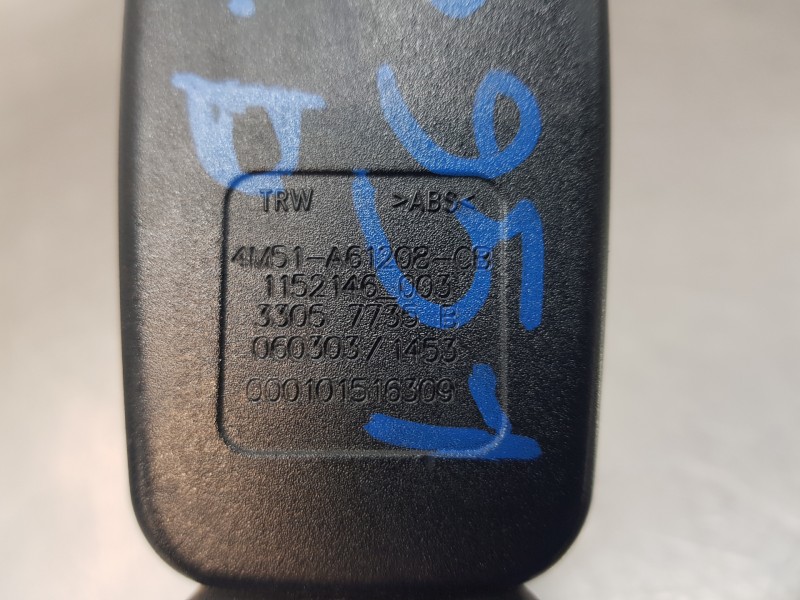 TRW >ABS<
4M51-A61208-CB
1152146_003
3306 7735 B
060303/1453
000101516309